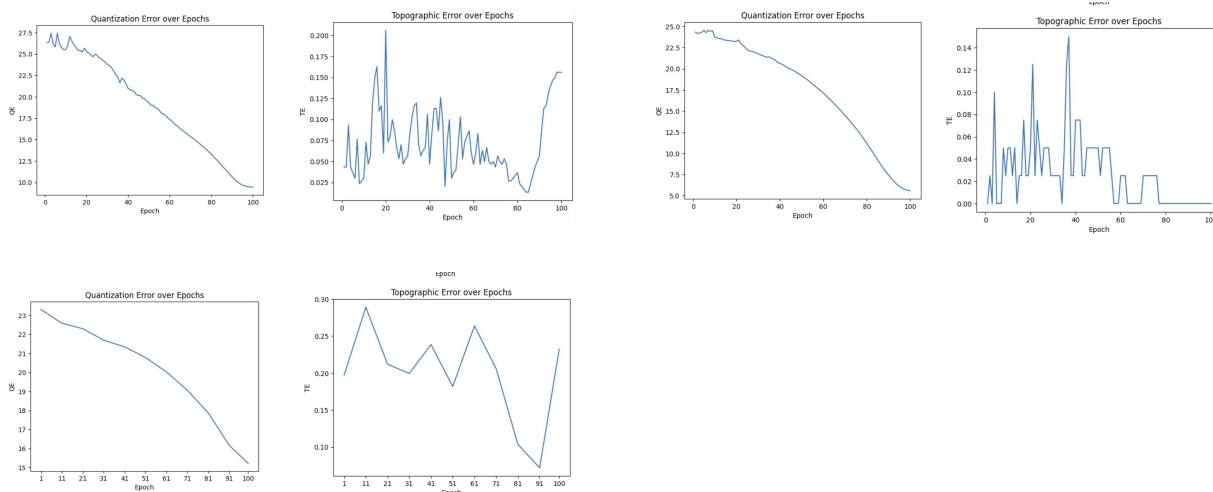 Quantization Error over Epochs
27.5
25.0
22.5
20.0
17.5
15.0
12.5
10.0
QE
0 20 40 60 80 100
Epoch
Topographic Error over Epochs
0.200
0.175
0.150
0.125
0.100
0.075
0.050
0.025
TE
0 20 40 60 80 100
Epoch
Quantization Error over Epochs
25.0
22.5
20.0
17.5
15.0
12.5
10.0
7.5
5.0
QE
0 20 40 60 80 100
Epoch
Topographic Error over Epochs
0.14
0.12
0.10
0.08
0.06
0.04
0.02
0.00
TE
0 20 40 60 80
Epoch
Quantization Error over Epochs
23
22
21
20
19
18
17
16
15
QE
1 11 21 31 41 51 61 71 81 91 100
Epoch
Epoch
Topographic Error over Epochs
0.30
0.25
0.20
0.15
0.10
TE
1 11 21 31 41 51 61 71 81 91 100
Epoch